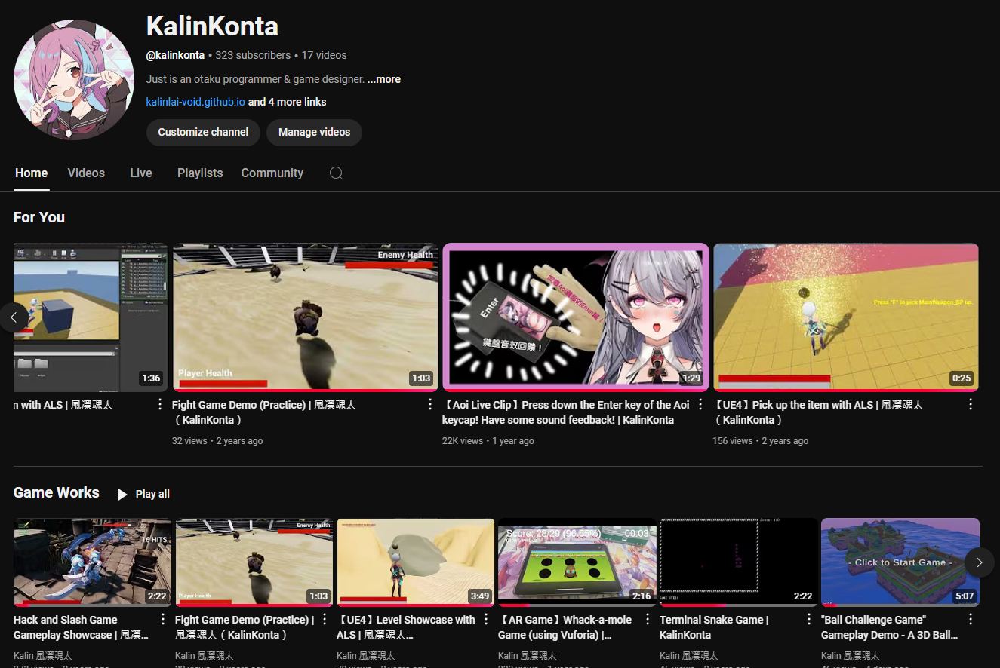 KalinKonta
@kalinkonta • 323 subscribers • 17 videos
Just is an otaku programmer & game designer. ...more
kalinlai-void.github.io and 4 more links
Customize channel Manage videos
Home Videos Live Playlists Community
For You
1:36
n with ALS | 風凜魂太
Enemy Health
Player Health
1:03
Fight Game Demo (Practice) | 風凜魂太
( KalinKonta )
32 views • 2 years ago
Enter
鍵盤音效回饋！
1:29
【Aoi Live Clip】Press down the Enter key of the Aoi
keycap! Have some sound feedback! | KalinKonta
22K views • 1 year ago
Press "F" to pick MainWeapon_BP up.
0:25
【UE4】Pick up the item with ALS | 風凜魂太
( KalinKonta )
156 views • 2 years ago
Game Works Play all
16 HITS
2:22
Hack and Slash Game
Gameplay Showcase | 風凜...
Kalin 風凜魂太
Enemy Health
Player Health
1:03
Fight Game Demo (Practice) |
風凜魂太 ( KalinKonta )
Kalin 風凜魂太
3:49
【UE4】Level Showcase with
ALS | 風凜魂太...
Kalin 風凜魂太
Score: 28/29 (96.55%) 00:03
2:16
【AR Game】Whack-a-mole
Game (using Vuforia) |...
Kalin 風凜魂太
2:22
Terminal Snake Game |
KalinKonta
Kalin 風凜魂太
- Click to Start Game -
5:07
"Ball Challenge Game"
Gameplay Demo - A 3D Ball...
Kalin 風凜魂太